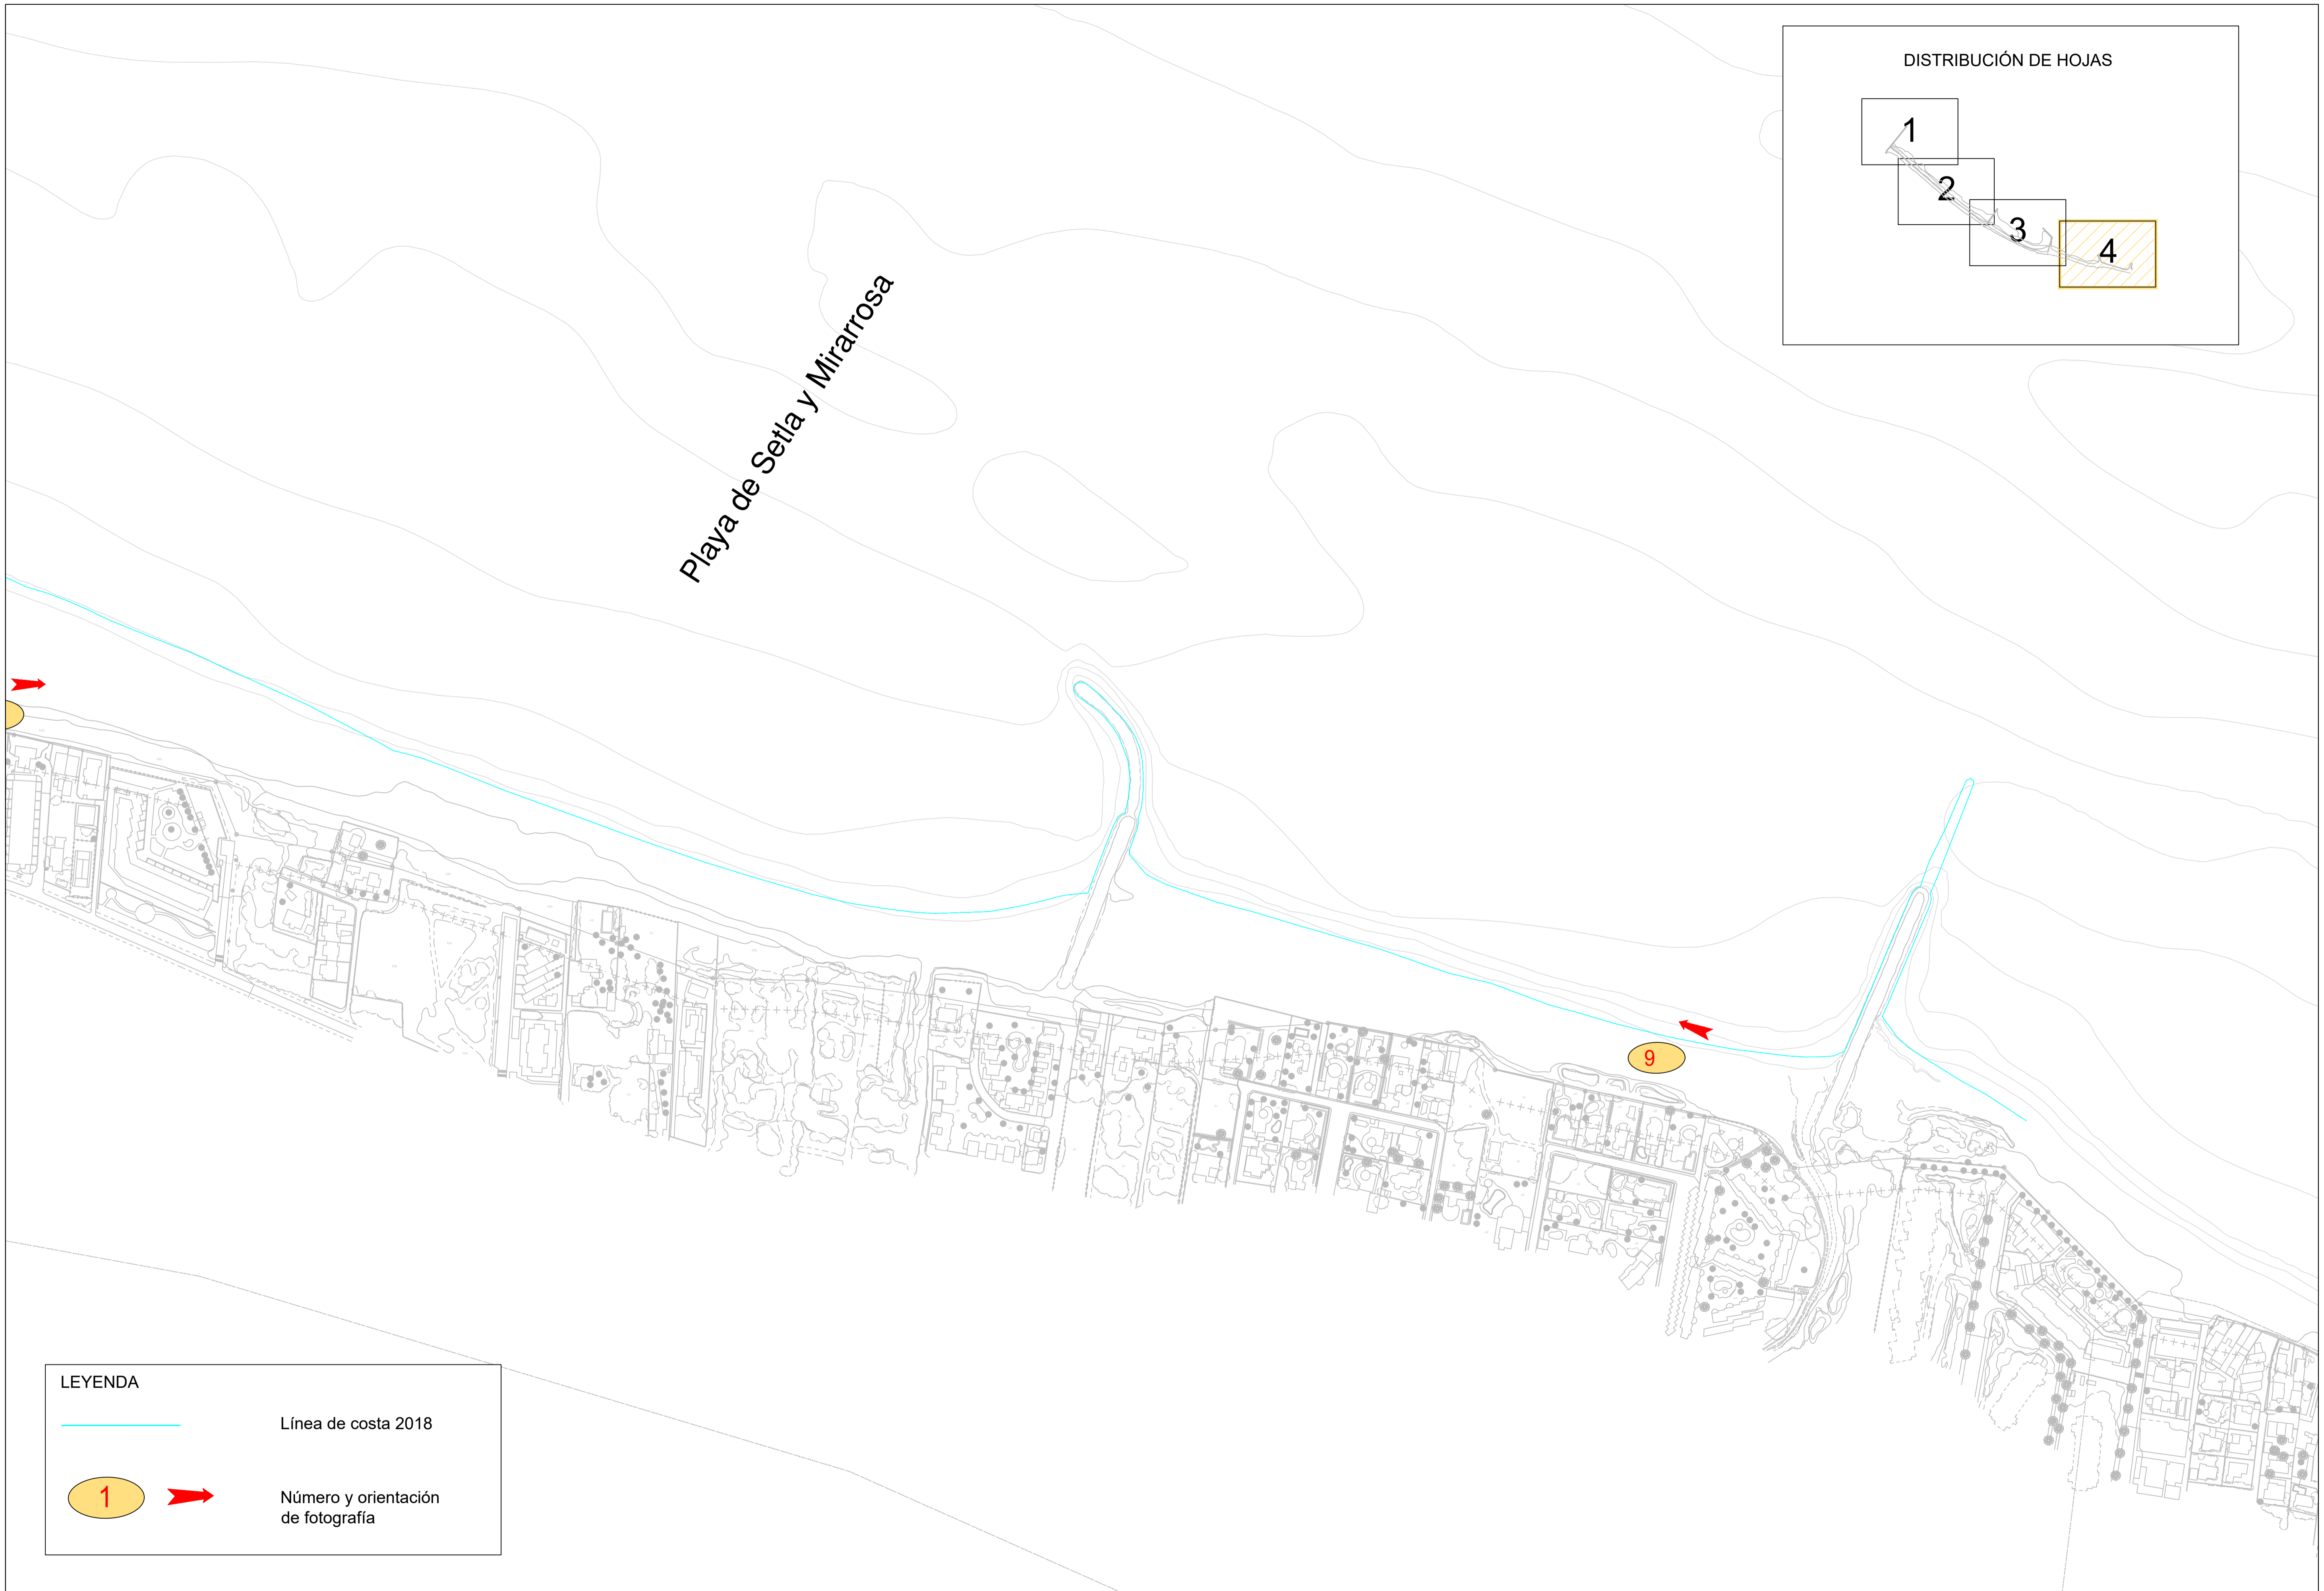 DISTRIBUCIÓN DE HOJAS
1
2
3
4
Playa de Setla y Mirarrosa
9
LEYENDA
Línea de costa 2018
1
Número y orientación
de fotografía